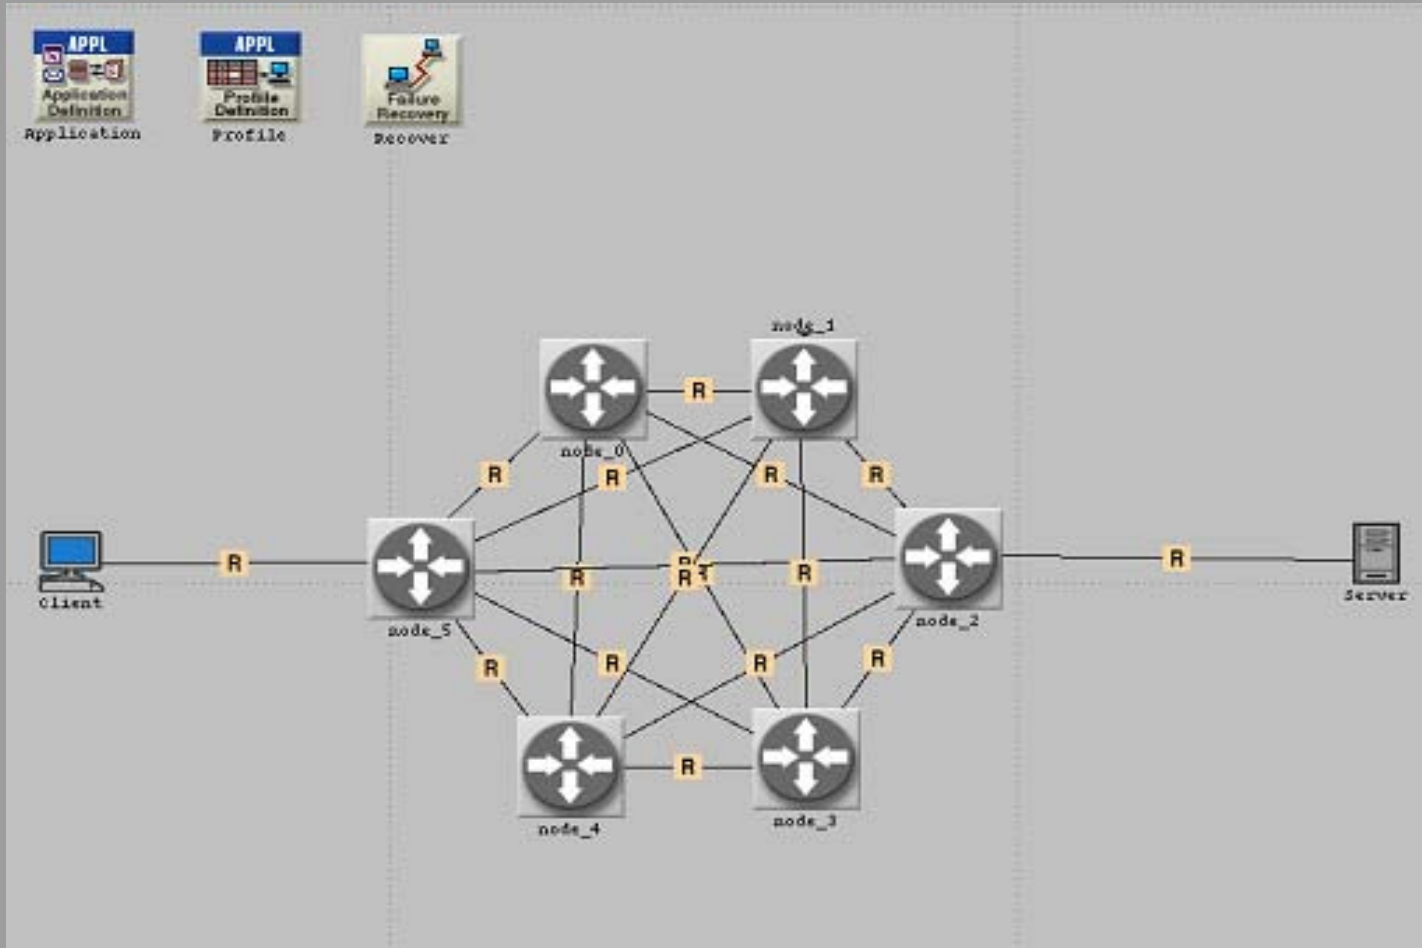 APPL
Application
Definition
Application
APPL
Profile
Definition
Profile
Failure
Recovery
Recover
node_1
R
node_0
R
R
R
R
Client
R
node_5
R
R
R
R
R
node_2
R
Server
R
R
R
R
node_4
R
node_3